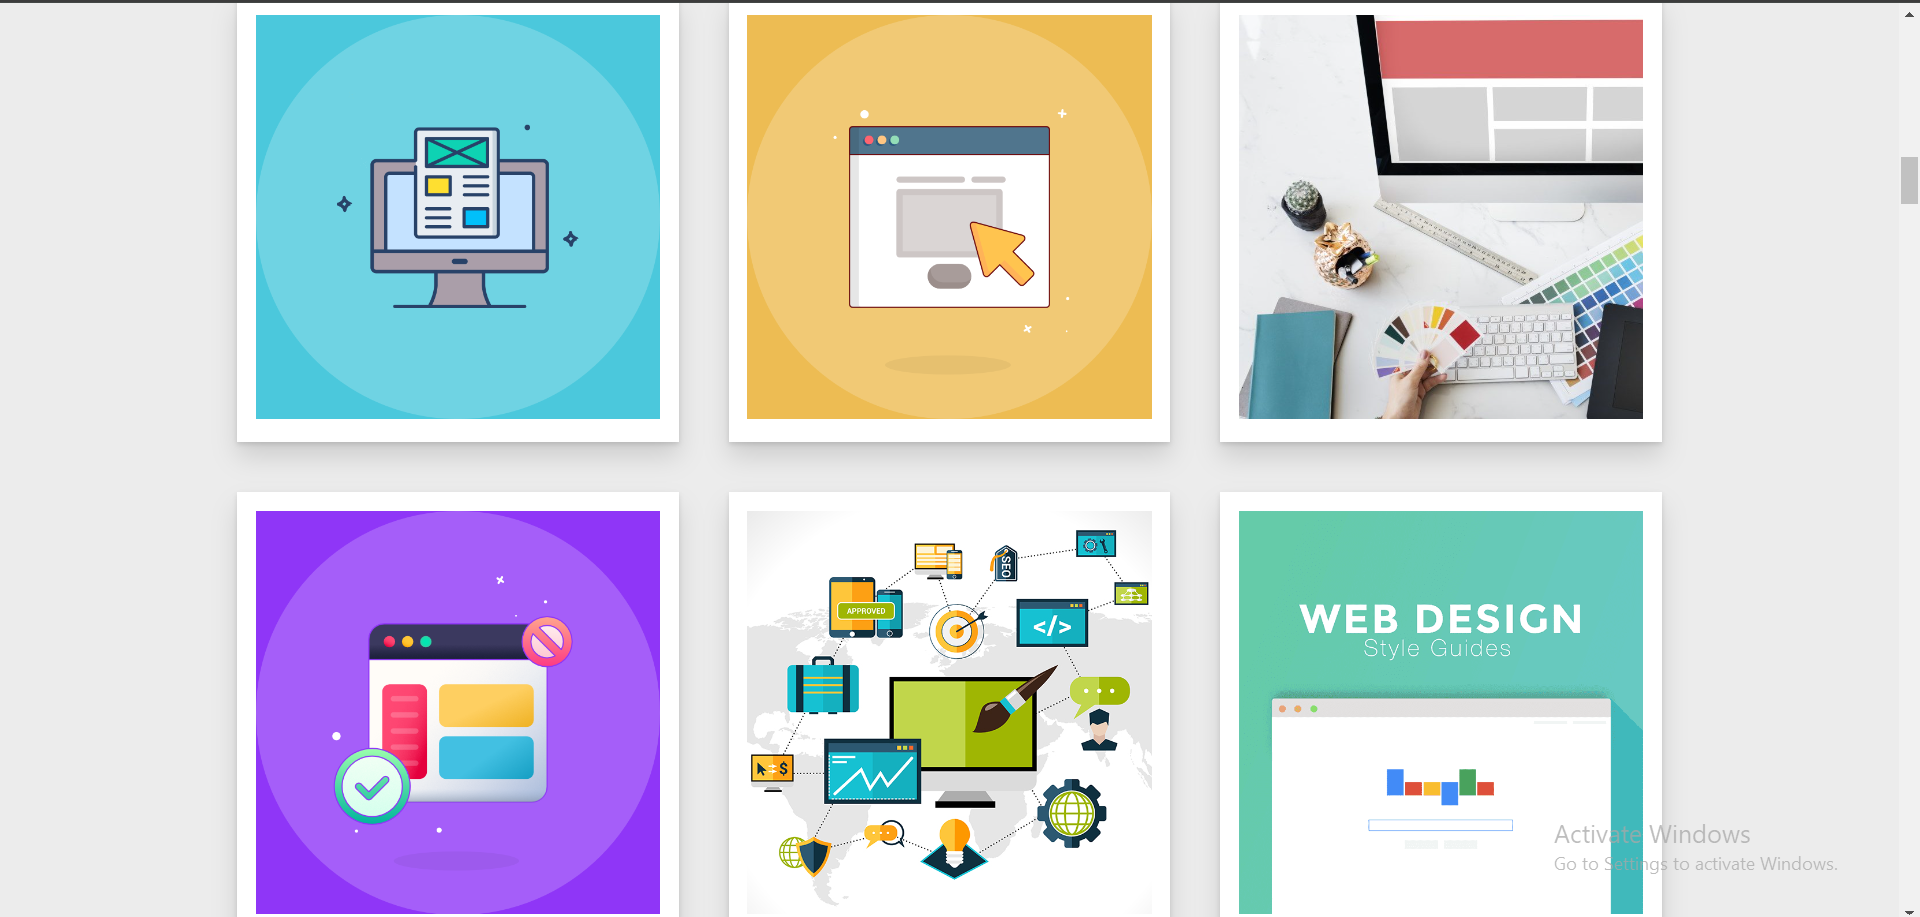 SEO
APPROVED
</>
$
WEB DESIGN
Style Guides
Activate Windows
Go to Settings to activate Windows.